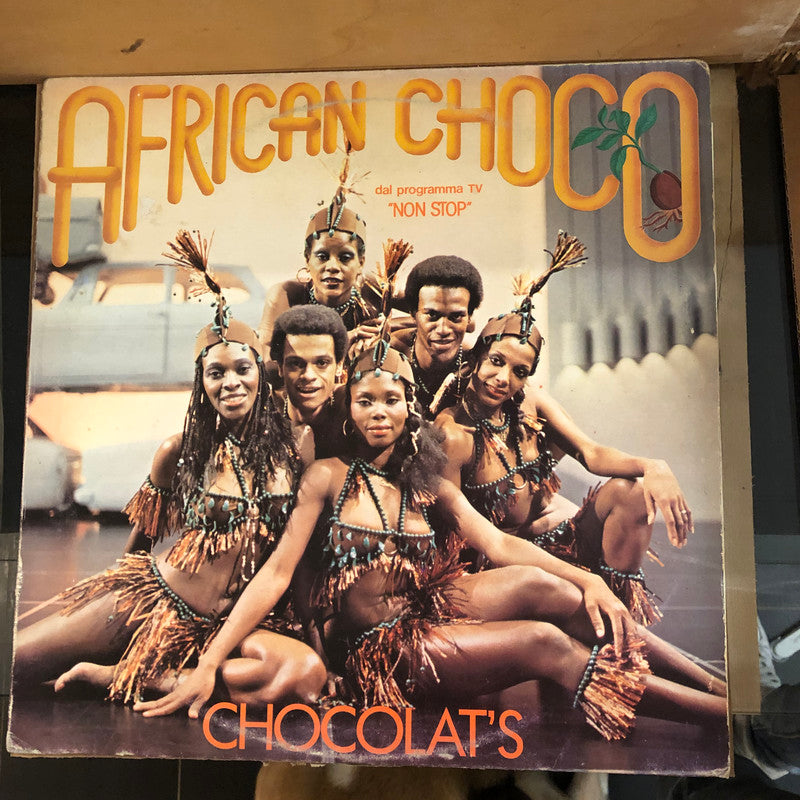 AFRICAN CHOCO
dal programma TV
"NON STOP"
CHOCOLAT'S